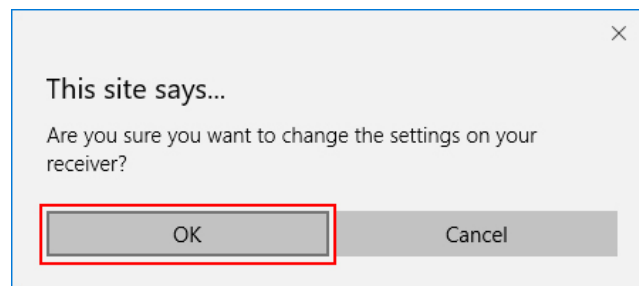 This site says...
Are you sure you want to change the settings on your
receiver?
OK
Cancel